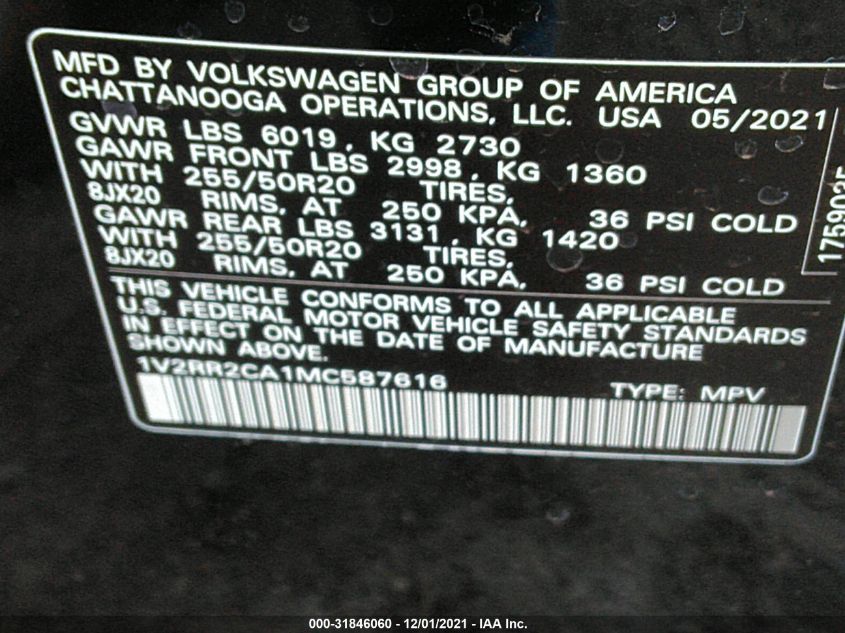 MFD BY VOLKSWAGEN GROUP OF AMERICA
CHATTANOOGA OPERATIONS, LLC. USA 05/2021
GVWR LBS 6019, KG 2730
GAWR FRONT LBS 2998, KG 1360
WITH 255/50R20 TIRES,
8JX20 RIMS, AT 250 KPA, 36 PSI COLD
GAWR REAR LBS 3131, KG 1420
WITH 255/50R20 TIRES,
8JX20 RIMS, AT 250 KPA, 36 PSI COLD
THIS VEHICLE CONFORMS TO ALL APPLICABLE
U.S. FEDERAL MOTOR VEHICLE SAFETY STANDARDS
IN EFFECT ON THE DATE OF MANUFACTURE
SHOWN ABOVE.
1V2RR2CA1MC587616 TYPE: MPV
000-31846060 - 12/01/2021 - IAA Inc.